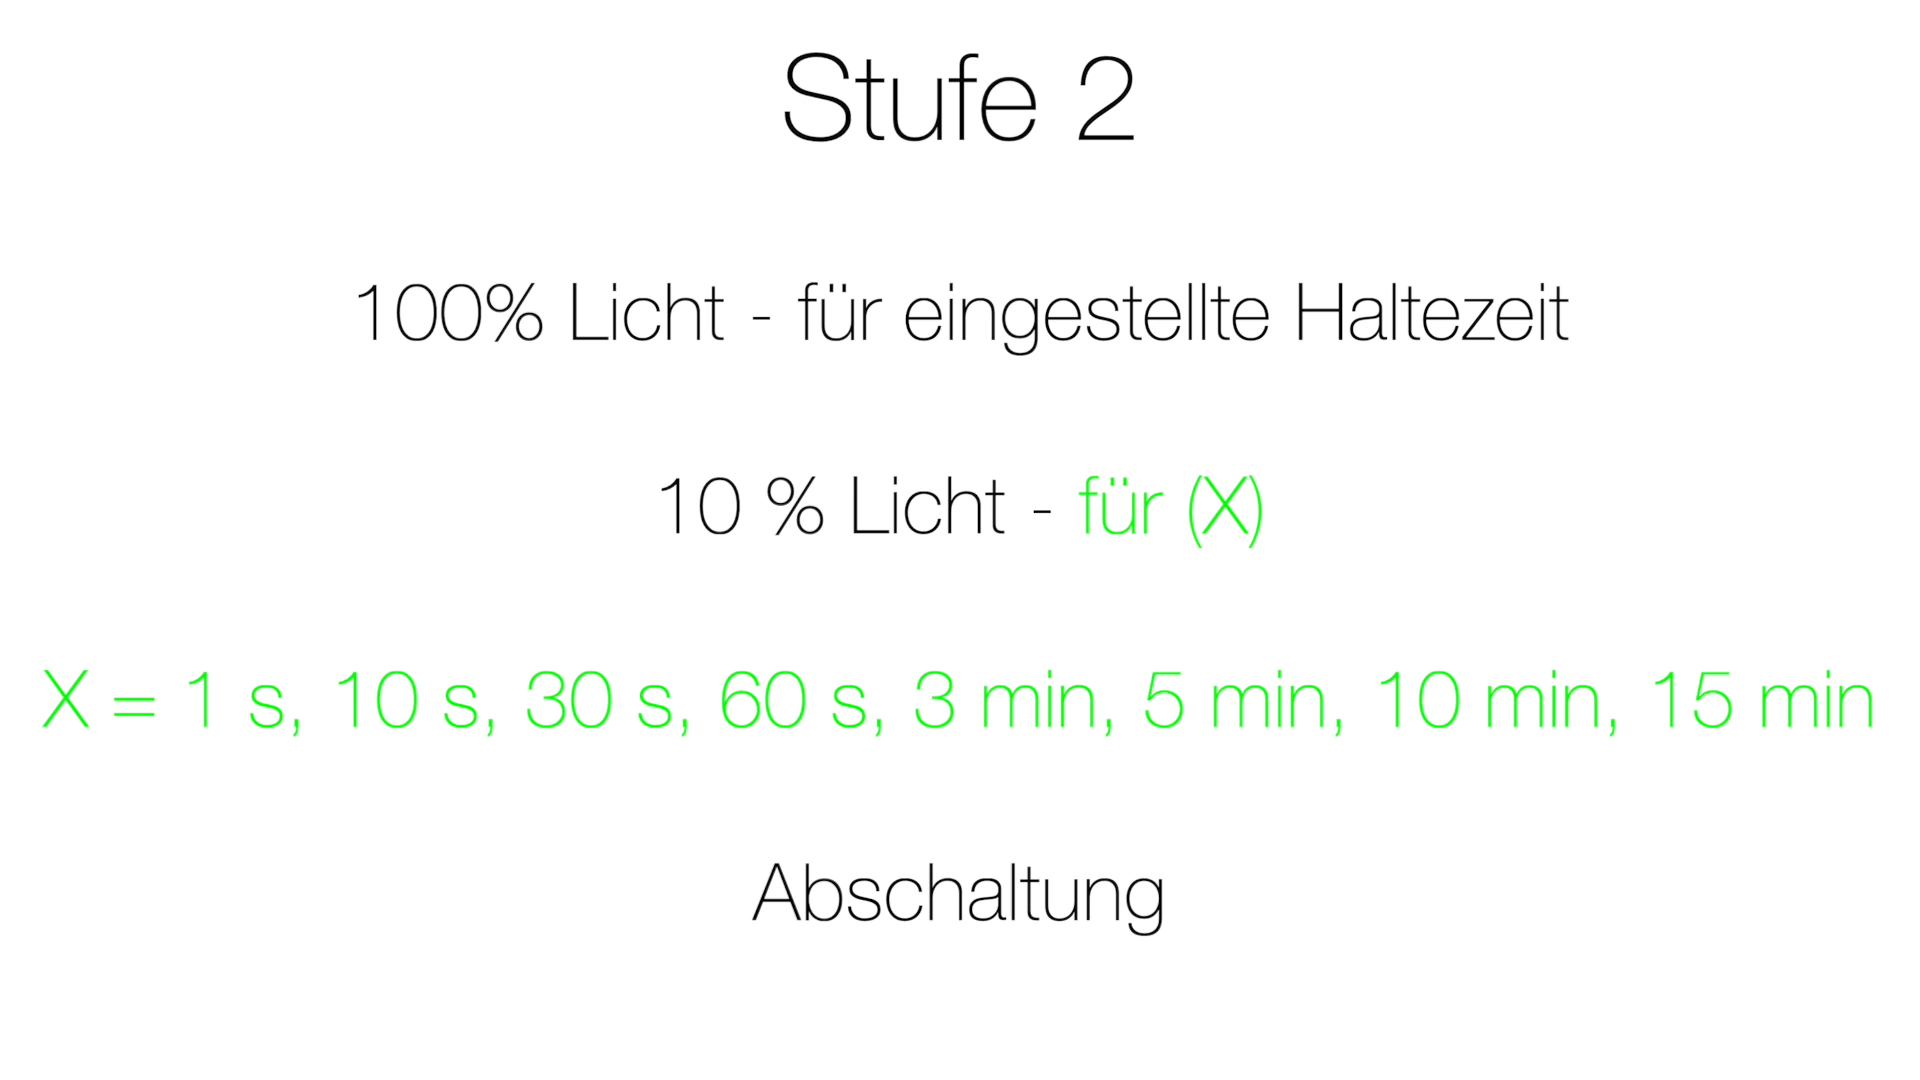 Stufe 2
100% Licht - für eingestellte Haltezeit
10 % Licht - für (X)
X = 1 s, 10 s, 30 s, 60 s, 3 min, 5 min, 10 min, 15 min
Abschaltung